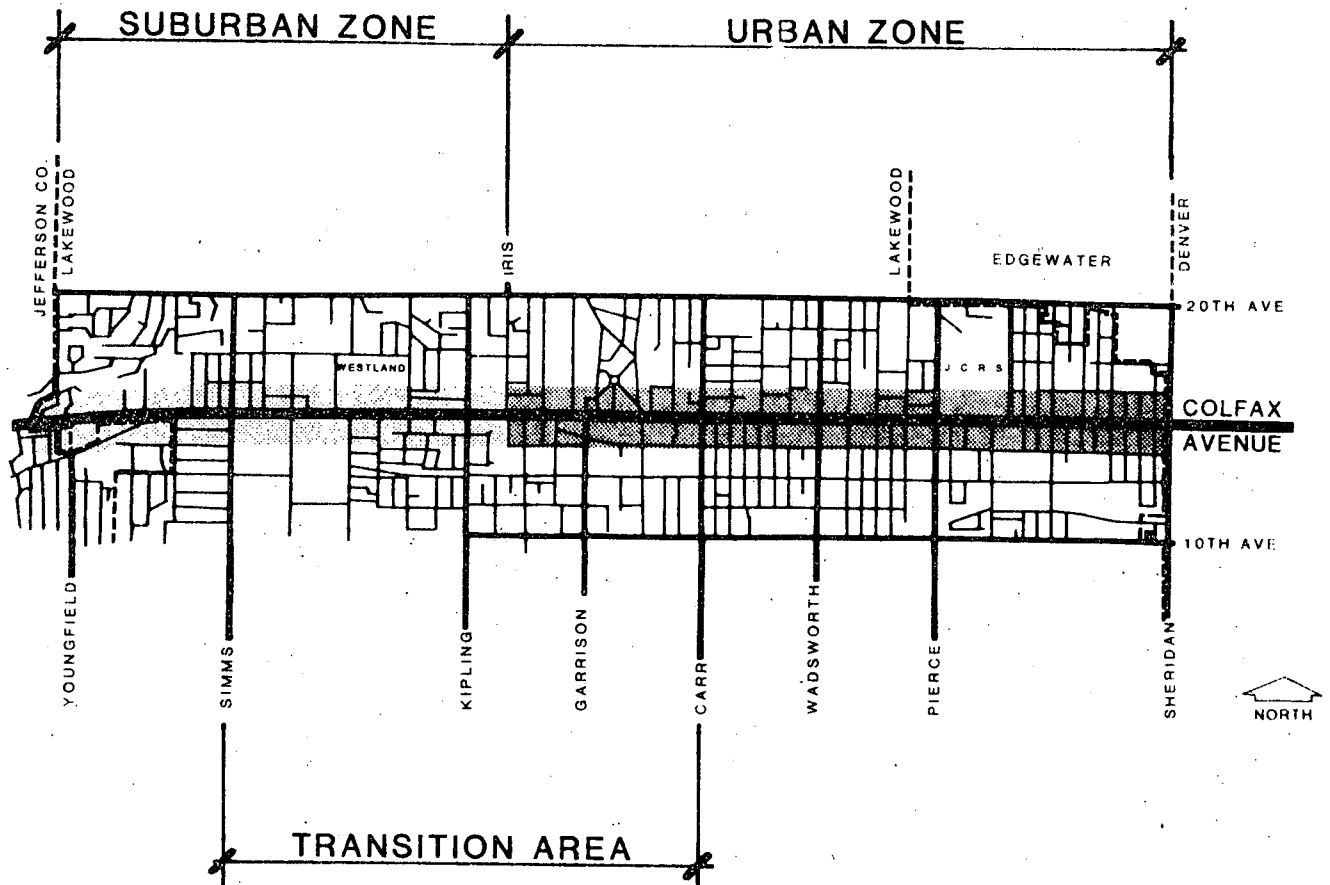 SUBURBAN ZONE
URBAN ZONE
JEFFERSON CO.
LAKEWOOD
IRIS
LAKEWOOD
EDGEWATER
DENVER
20TH AVE
WESTLAND
J C R S
COLFAX
AVENUE
10TH AVE
YOUNGFIELD
SIMMS
KIPLING
GARRISON
CARR
WADSWORTH
PIERCE
SHERIDAN
NORTH
TRANSITION AREA